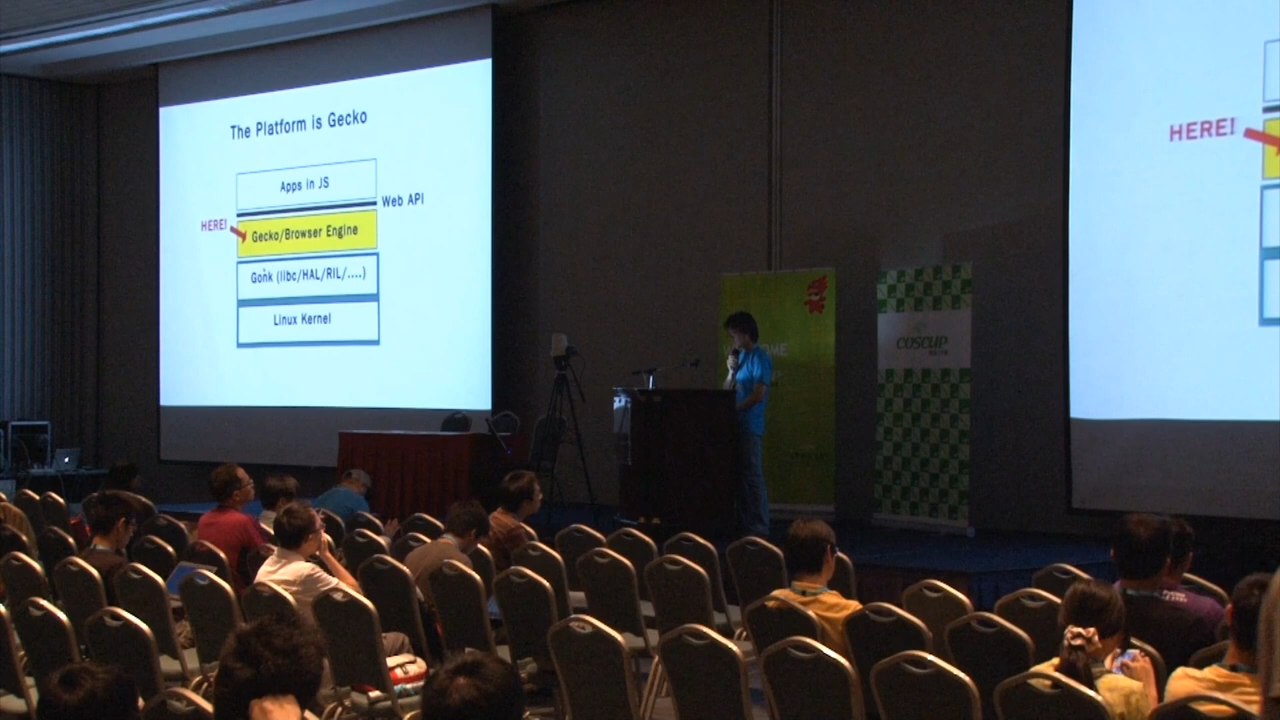 The Platform is Gecko
Apps in JS
Web API
HERE!
Gecko/Browser Engine
Gonk (libc/HAL/RIL/....)
Linux Kernel
HERE!
COSCUP